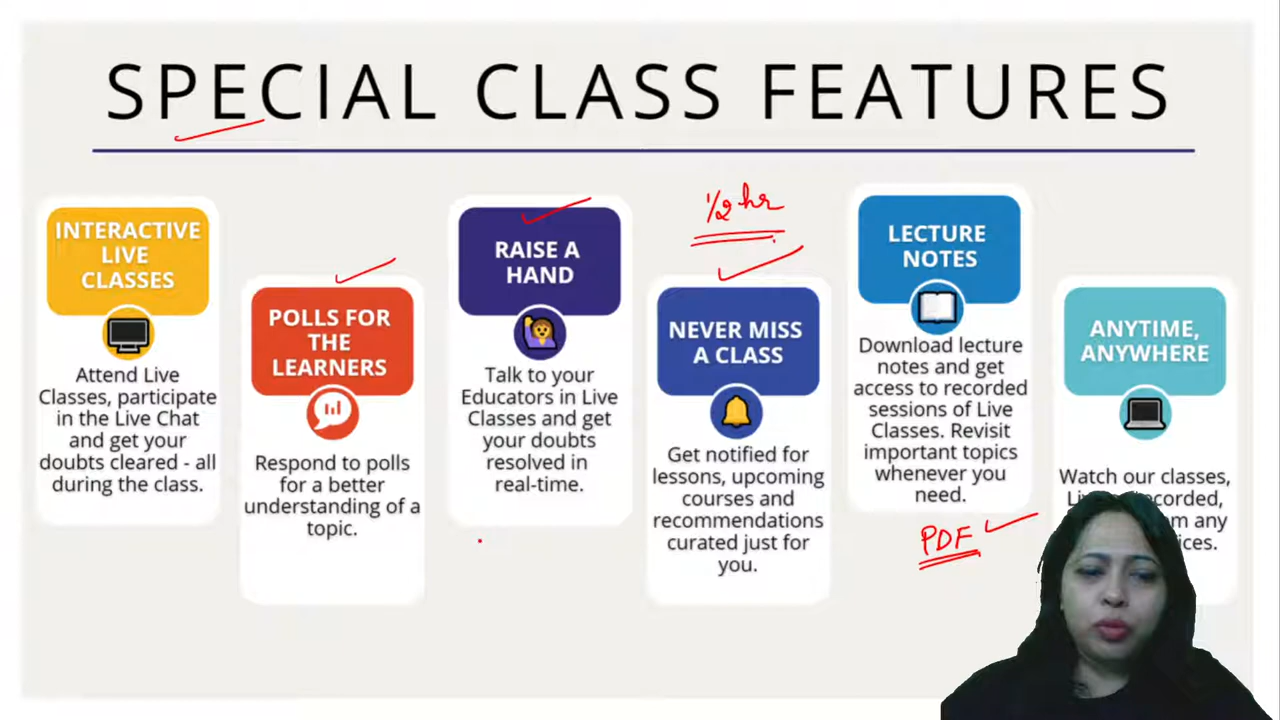 SPECIAL CLASS FEATURES
INTERACTIVE
LIVE
CLASSES
Attend Live
Classes, participate
in the Live Chat
and get your
doubts cleared - all
during the class.
POLLS FOR
THE
LEARNERS
Respond to polls
for a better
understanding of a
topic.
RAISE A
HAND
Talk to your
Educators in Live
Classes and get
your doubts
resolved in
real-time.
1/2 hr
NEVER MISS
A CLASS
Get notified for
lessons, upcoming
courses and
recommendations
curated just for
you.
LECTURE
NOTES
Download lecture
notes and get
access to recorded
sessions of Live
Classes. Revisit
important topics
whenever you
need.
PDF
ANYTIME,
ANYWHERE
Watch our classes,
any